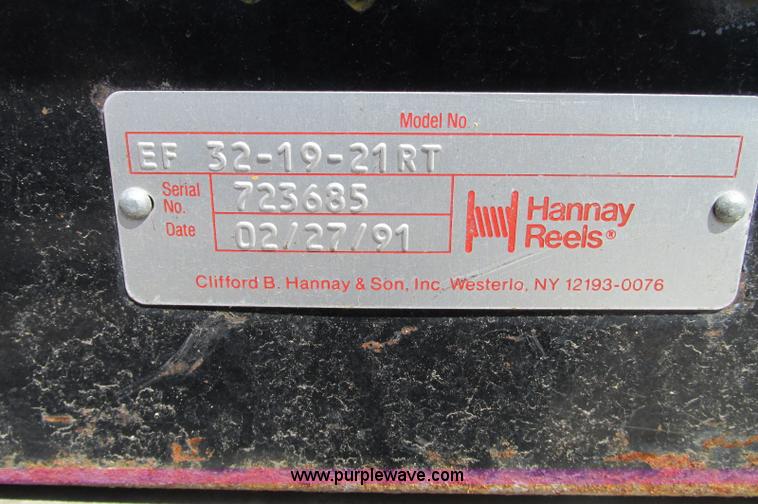 Model No.
EF 32-19-21RT
Serial No. 723685
Date 02/27/91
Hannay Reels®
Clifford B. Hannay & Son, Inc. Westerlo, NY 12193-0076
www.purplewave.com